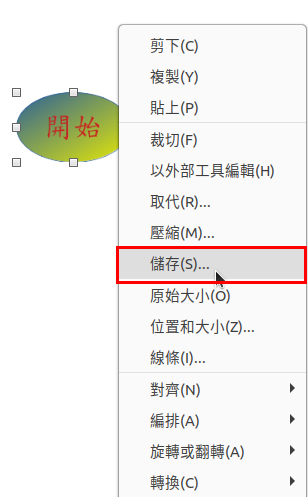 剪下(C)
複製(Y)
貼上(P)
開始
裁切(F)
以外部工具編輯(H)
取代(R)...
壓縮(M)...
儲存(S)...
原始大小(O)
位置和大小(Z)...
線條(I)...
對齊(N)
編排(A)
旋轉或翻轉(A)
轉換(C)